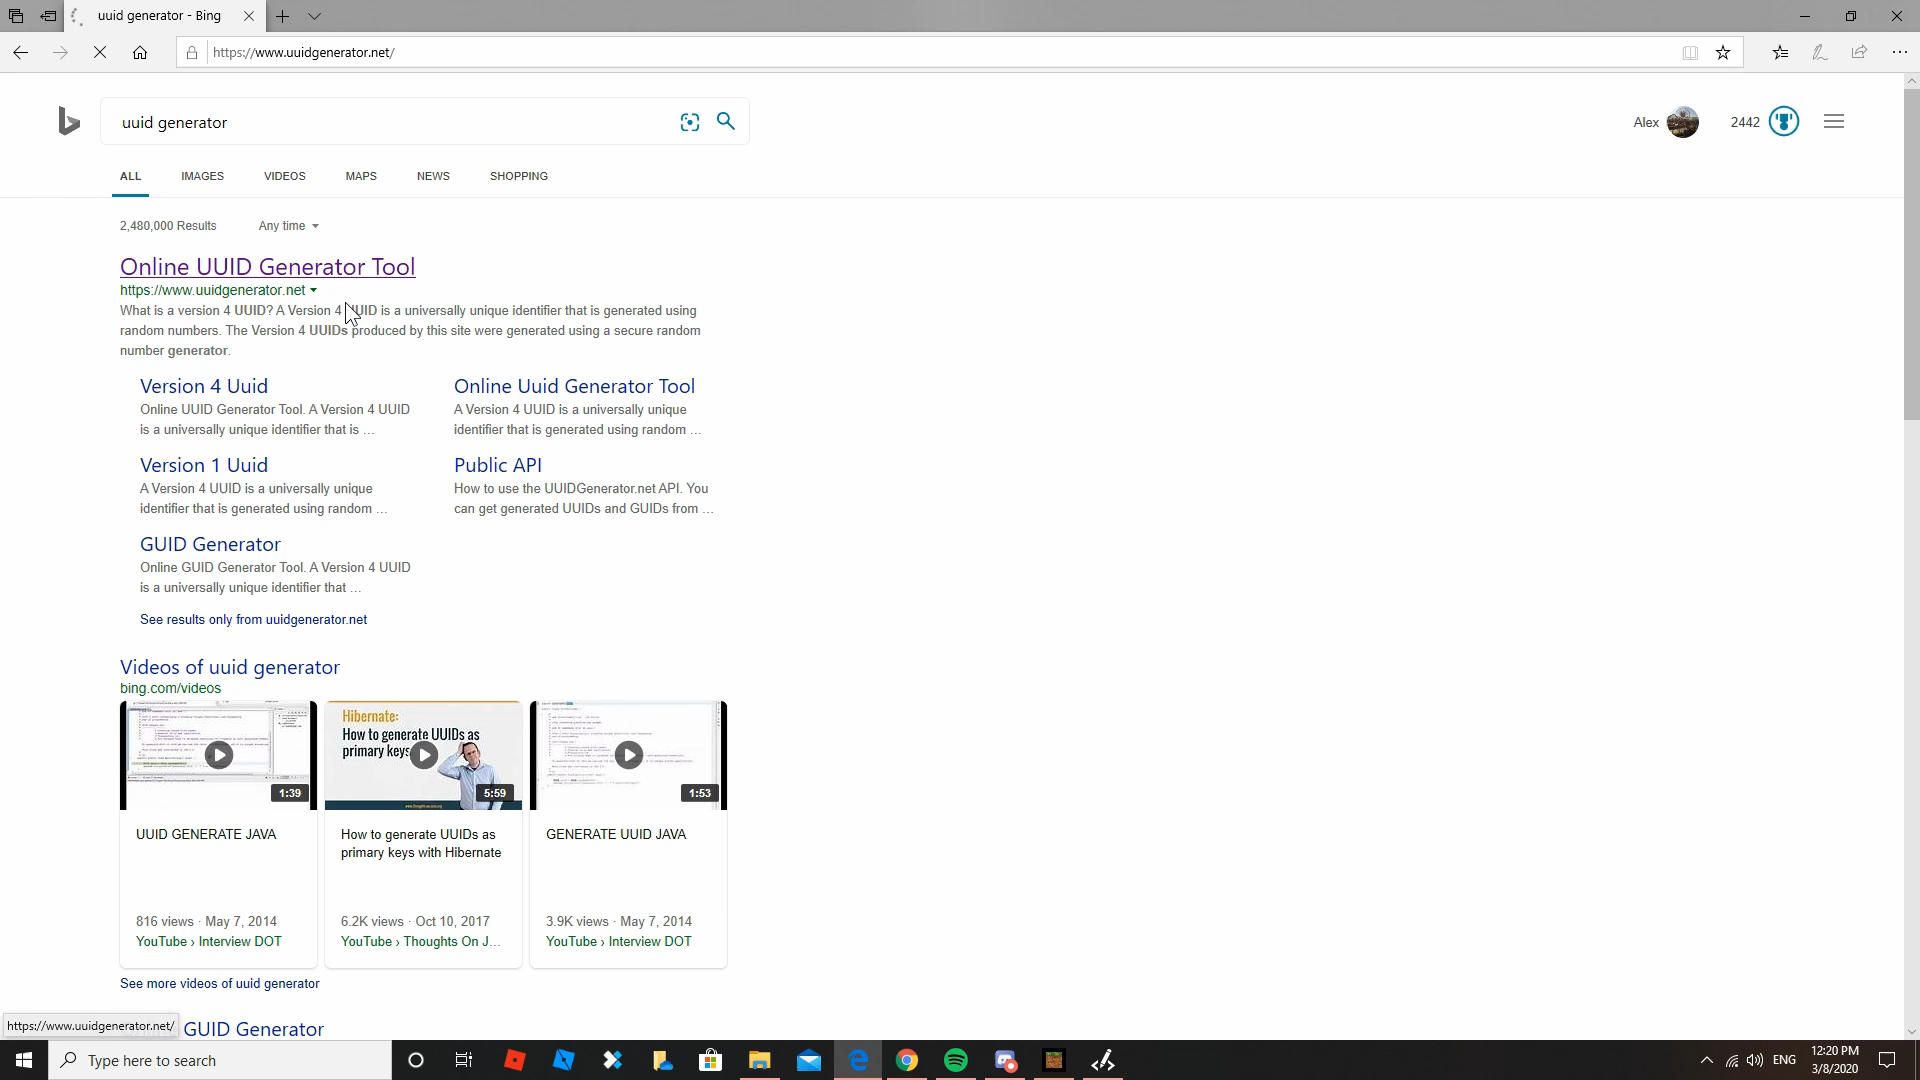 uuid generator - Bing
https://www.uuidgenerator.net/
uuid generator
Alex
2442
ALL
IMAGES
VIDEOS
MAPS
NEWS
SHOPPING
2,480,000 Results
Any time
Online UUID Generator Tool
https://www.uuidgenerator.net
What is a version 4 UUID? A Version 4 UUID is a universally unique identifier that is generated using
random numbers. The Version 4 UUIDs produced by this site were generated using a secure random
number generator.
Version 4 Uuid
Online UUID Generator Tool. A Version 4 UUID
is a universally unique identifier that is ...
Online Uuid Generator Tool
A Version 4 UUID is a universally unique
identifier that is generated using random ...
Version 1 Uuid
A Version 4 UUID is a universally unique
identifier that is generated using random ...
Public API
How to use the UUIDGenerator.net API. You
can get generated UUIDs and GUIDs from ...
GUID Generator
Online GUID Generator Tool. A Version 4 UUID
is a universally unique identifier that ...
See results only from uuidgenerator.net
Videos of uuid generator
bing.com/videos
1:39
Hibernate:
How to generate UUIDs as
primary keys
5:59
1:53
UUID GENERATE JAVA
816 views · May 7, 2014
YouTube › Interview DOT
How to generate UUIDs as
primary keys with Hibernate
6.2K views · Oct 10, 2017
YouTube › Thoughts On J...
GENERATE UUID JAVA
3.9K views · May 7, 2014
YouTube › Interview DOT
See more videos of uuid generator
GUID Generator
https://www.uuidgenerator.net/
Type here to search
ENG
12:20 PM
3/8/2020